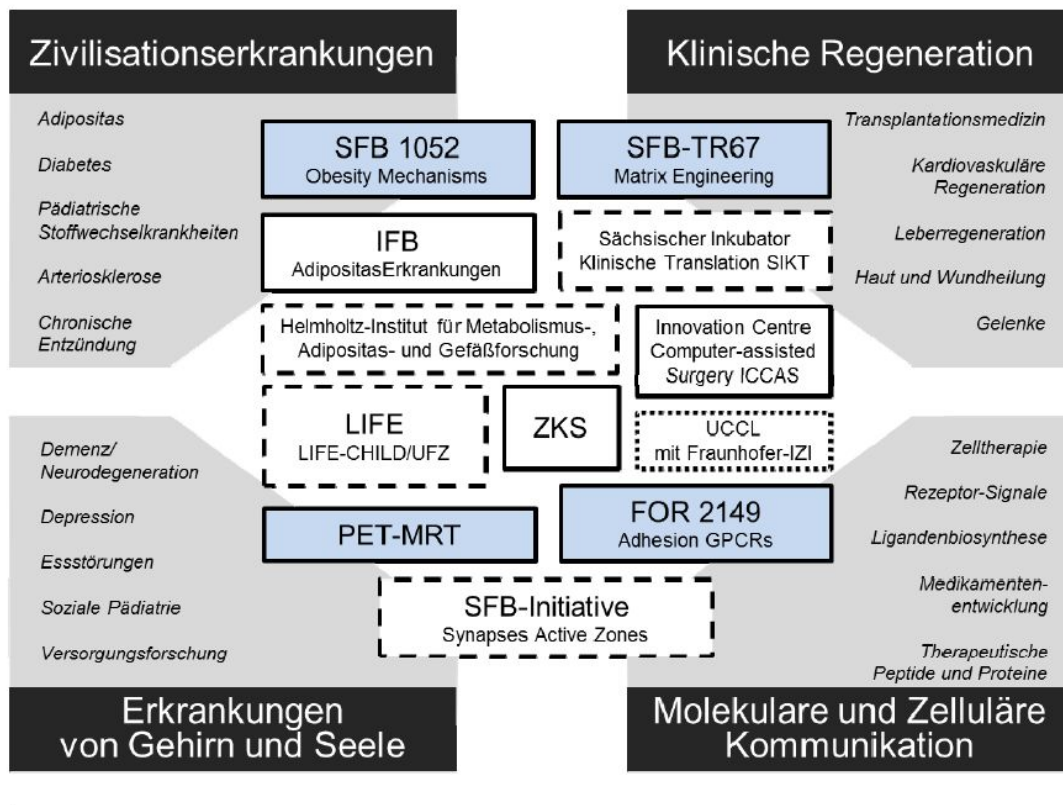 Zivilisationserkrankungen
Adipositas
Diabetes
Pädiatrische
Stoffwechselkrankheiten
Arteriosklerose
Chronische
Entzündung
Klinische Regeneration
Transplantationsmedizin
Kardiovaskuläre
Regeneration
Leberregeneration
Haut und Wundheilung
Gelenke
SFB 1052
Obesity Mechanisms
SFB-TR67
Matrix Engineering
IFB
AdipositasErkrankungen
Sächsischer Inkubator
Klinische Translation SIKT
Helmholtz-Institut für Metabolismus-,
Adipositas- und Gefäßforschung
Innovation Centre
Computer-assisted
Surgery ICCAS
LIFE
LIFE-CHILD/UFZ
ZKS
UCCL
mit Fraunhofer-IZI
PET-MRT
FOR 2149
Adhesion GPCRs
SFB-Initiative
Synapses Active Zones
Demenz/
Neurodegeneration
Depression
Essstörungen
Soziale Pädiatrie
Versorgungsforschung
Erkrankungen
von Gehirn und Seele
Zelltherapie
Rezeptor-Signale
Ligandenbiosynthese
Medikamenten-
entwicklung
Therapeutische
Peptide und Proteine
Molekulare und Zelluläre
Kommunikation